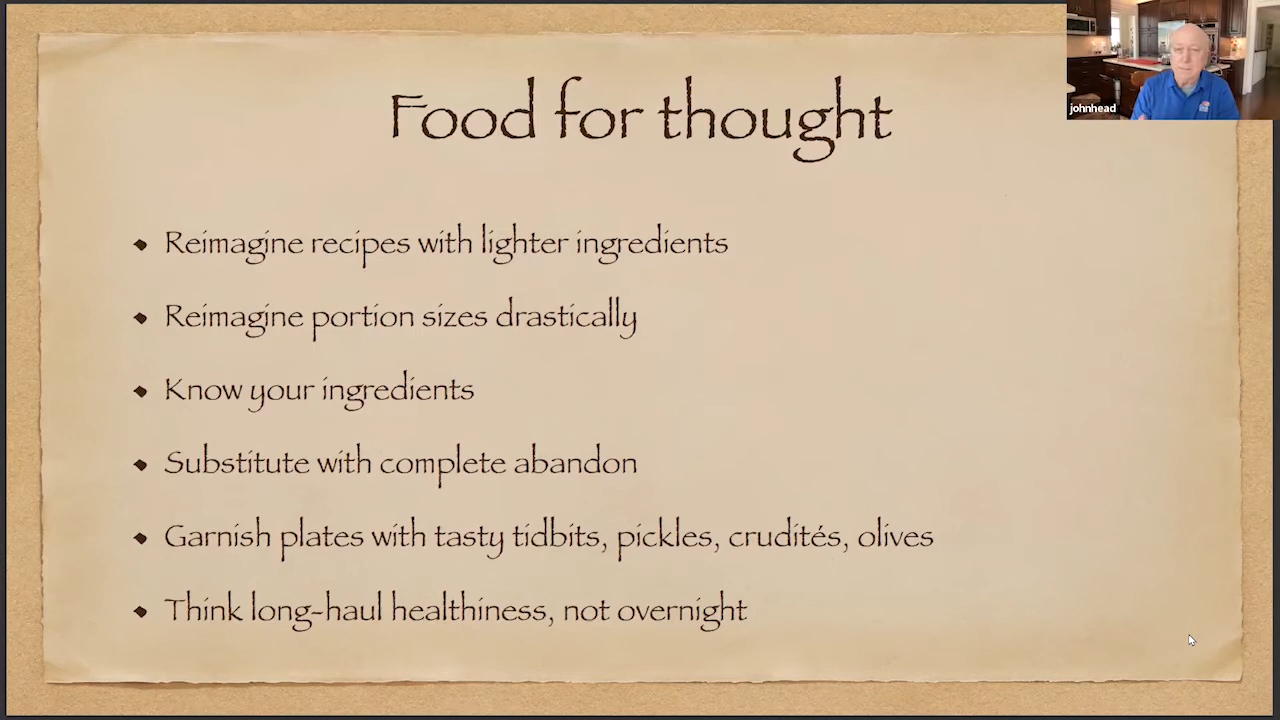 Food for thought
johnhead
Reimagine recipes with lighter ingredients
Reimagine portion sizes drastically
Know your ingredients
Substitute with complete abandon
Garnish plates with tasty tidbits, pickles, crudités, olives
Think long-haul healthiness, not overnight